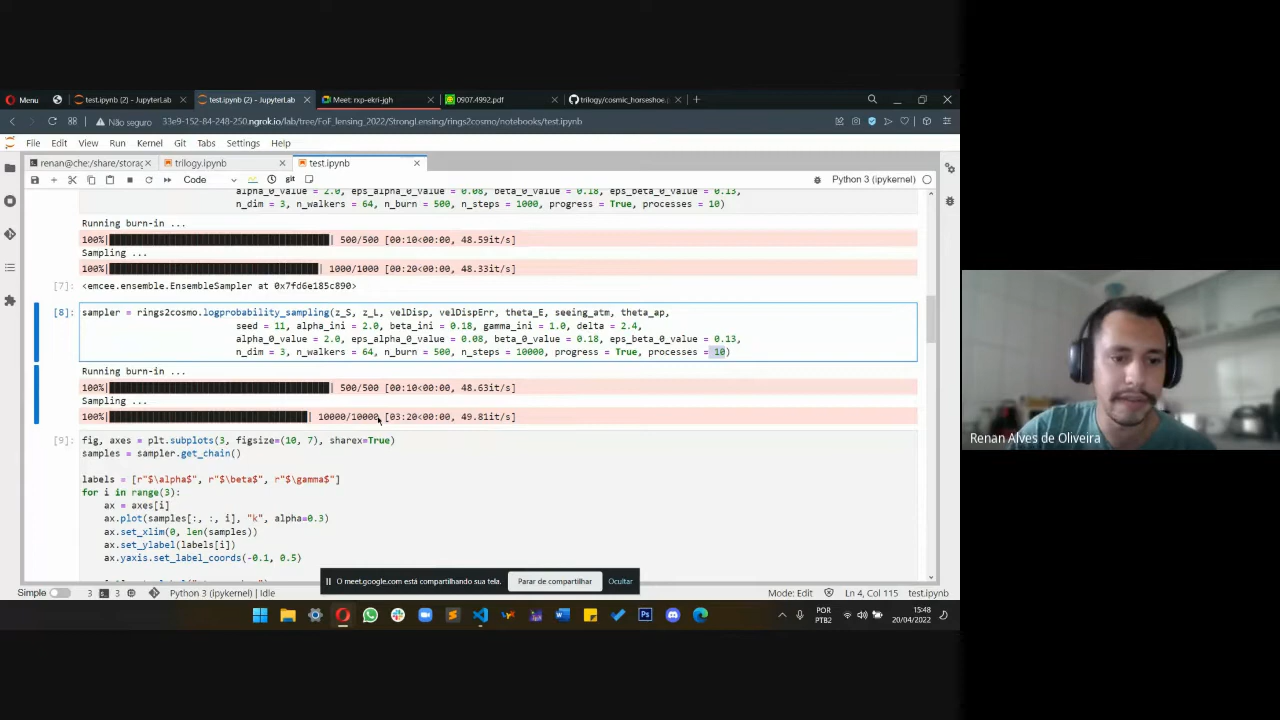 Menu
test.ipynb (2) - JupyterLab
test.ipynb (2) - JupyterLab
Meet: rxp-ekri-jgh
0907.4992.pdf
trilogy/cosmic_horseshoe.p
Não seguro
33e9-152-84-248-250.ngrok.io/lab/tree/FoF_lensing_2022/StrongLensing/rings2cosmo/notebooks/test.ipynb
File Edit View Run Kernel Git Tabs Settings Help
renan@che:/share/storag
trilogy.ipynb
test.ipynb
Code
git
Python 3 (ipykernel)
alpha_0_value = 2.0, eps_alpha_0_value = 0.08, beta_0_value = 0.18, eps_beta_0_value = 0.13,
n_dim = 3, n_walkers = 64, n_burn = 500, n_steps = 1000, progress = True, processes = 10)
Running burn-in ...
100%| | 500/500 [00:10<00:00, 48.59it/s]
Sampling ...
100%| | 1000/1000 [00:20<00:00, 48.33it/s]
[7]: <emcee.ensemble.EnsembleSampler at 0x7fd6e185c890>
[8]: sampler = rings2cosmo.logprobability_sampling(z_S, z_L, velDisp, velDispErr, theta_E, seeing_atm, theta_ap,
seed = 11, alpha_ini = 2.0, beta_ini = 0.18, gamma_ini = 1.0, delta = 2.4,
alpha_0_value = 2.0, eps_alpha_0_value = 0.08, beta_0_value = 0.18, eps_beta_0_value = 0.13,
n_dim = 3, n_walkers = 64, n_burn = 500, n_steps = 10000, progress = True, processes = 10)
Running burn-in ...
100%| | 500/500 [00:10<00:00, 48.63it/s]
Sampling ...
100%| | 10000/10000 [03:20<00:00, 49.81it/s]
[9]: fig, axes = plt.subplots(3, figsize=(10, 7), sharex=True)
samples = sampler.get_chain()
labels = [r"$\alpha$", r"$\beta$", r"$\gamma$"]
for i in range(3):
ax = axes[i]
ax.plot(samples[:, :, i], "k", alpha=0.3)
ax.set_xlim(0, len(samples))
ax.set_ylabel(labels[i])
ax.yaxis.set_label_coords(-0.1, 0.5)
Renan Alves de Oliveira
O meet.google.com está compartilhando sua tela.
Parar de compartilhar
Ocultar
Simple
3
3
Python 3 (ipykernel) | Idle
Mode: Edit
Ln 4, Col 115
test.ipynb
POR
PTB2
15:48
20/04/2022